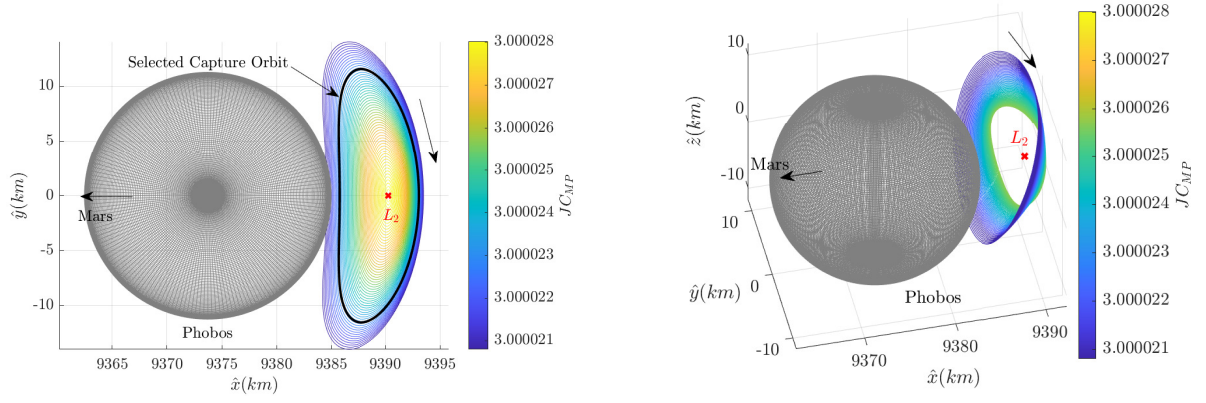 Selected Capture Orbit
10
5
0
-5
-10
ŷ(km)
Mars
L₂
Phobos
9365 9370 9375 9380 9385 9390 9395
x̂(km)
3.000028
3.000027
3.000026
3.000025
3.000024
3.000023
3.000022
3.000021
JC_MP
10
0
-10
ẑ(km)
Mars
L₂
10
0
-10
ŷ(km)
Phobos
9370 9380 9390
x̂(km)
3.000028
3.000027
3.000026
3.000025
3.000024
3.000023
3.000022
3.000021
JC_MP